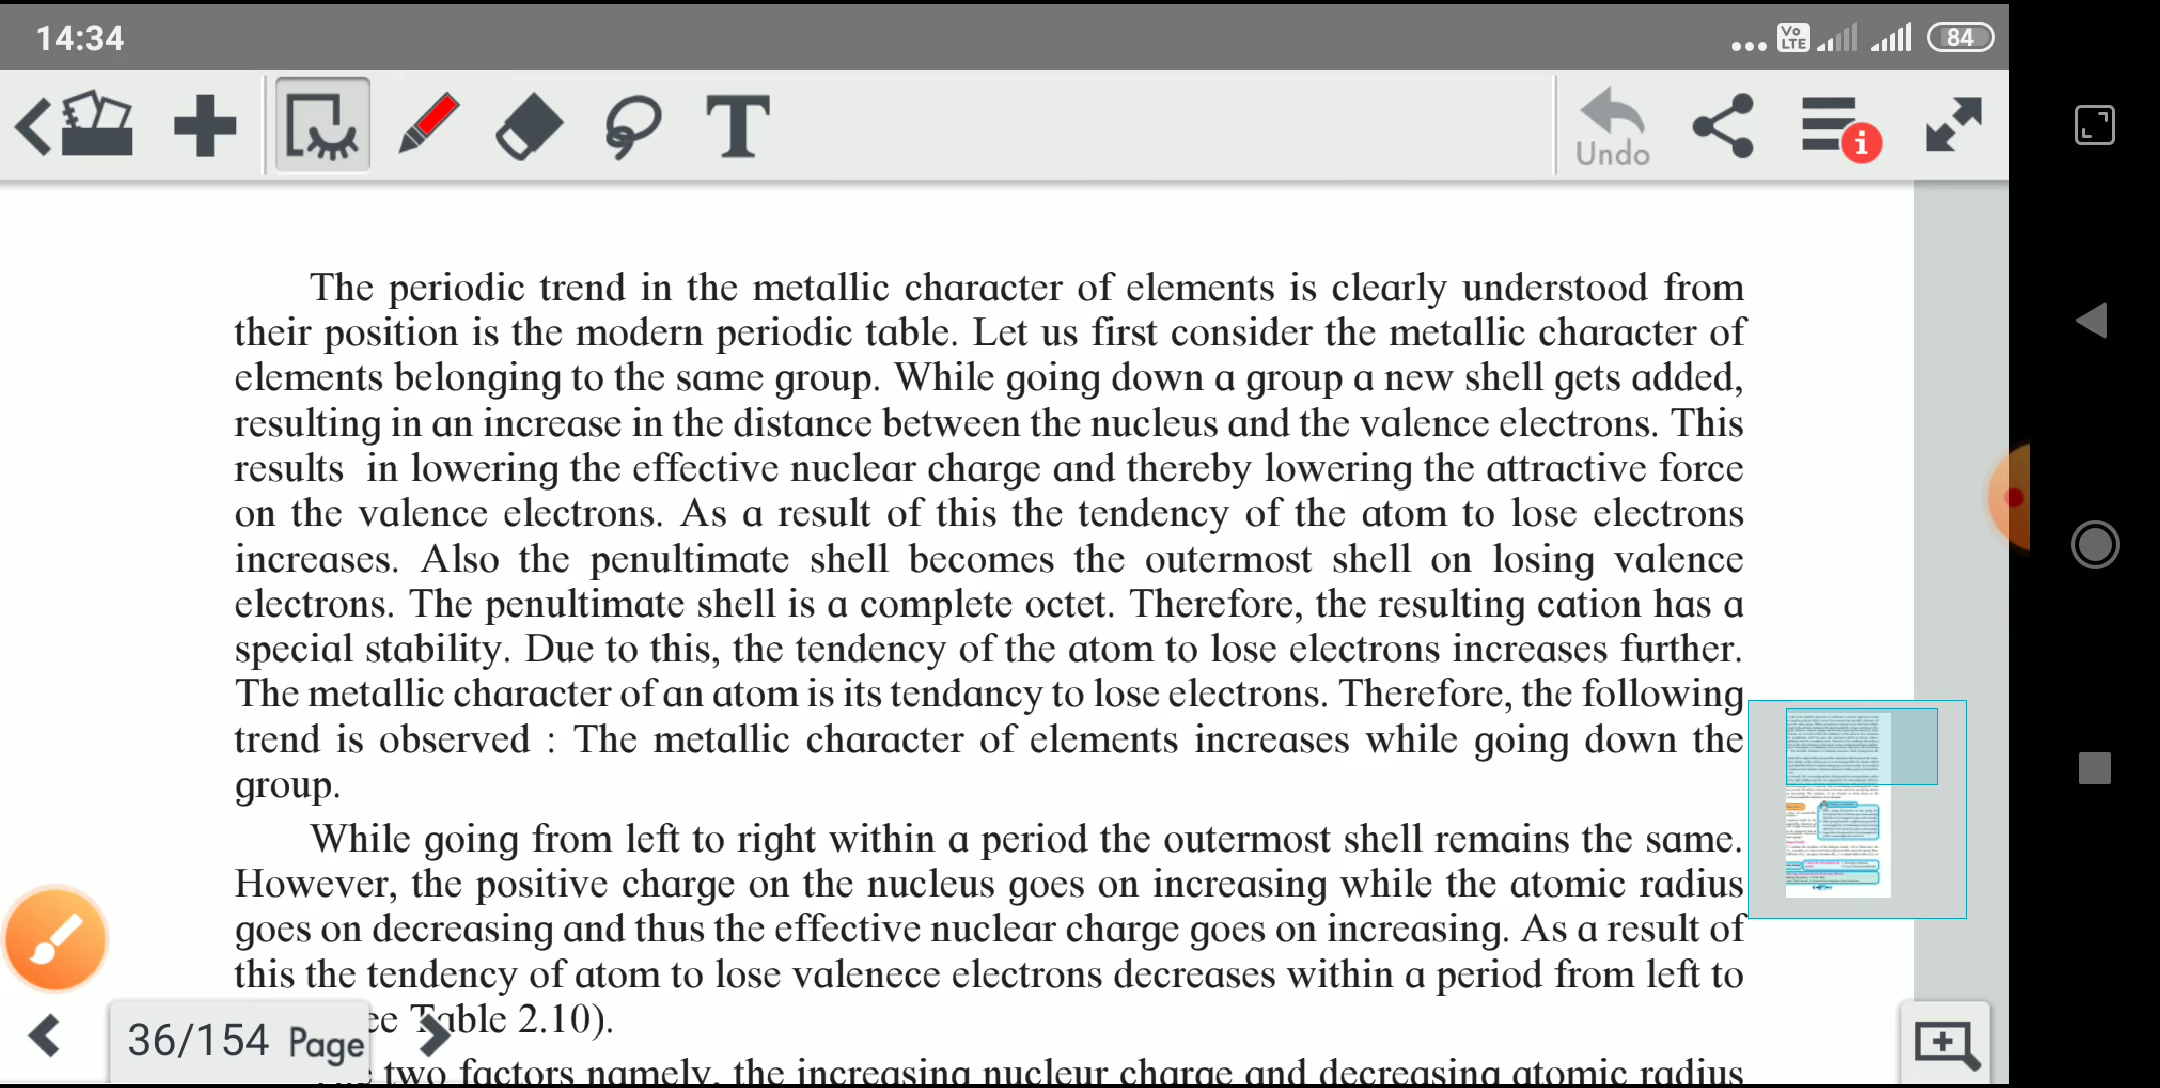 14:34
Vo LTE
84
T
Undo
i
The periodic trend in the metallic character of elements is clearly understood from
their position is the modern periodic table. Let us first consider the metallic character of
elements belonging to the same group. While going down a group a new shell gets added,
resulting in an increase in the distance between the nucleus and the valence electrons. This
results in lowering the effective nuclear charge and thereby lowering the attractive force
on the valence electrons. As a result of this the tendency of the atom to lose electrons
increases. Also the penultimate shell becomes the outermost shell on losing valence
electrons. The penultimate shell is a complete octet. Therefore, the resulting cation has a
special stability. Due to this, the tendency of the atom to lose electrons increases further.
The metallic character of an atom is its tendancy to lose electrons. Therefore, the following
trend is observed : The metallic character of elements increases while going down the
group.
While going from left to right within a period the outermost shell remains the same.
However, the positive charge on the nucleus goes on increasing while the atomic radius
goes on decreasing and thus the effective nuclear charge goes on increasing. As a result of
this the tendency of atom to lose valenece electrons decreases within a period from left to
Table 2.10).
two factors namely, the increasing nucleur charge and decreasing atomic radius
36/154 Page